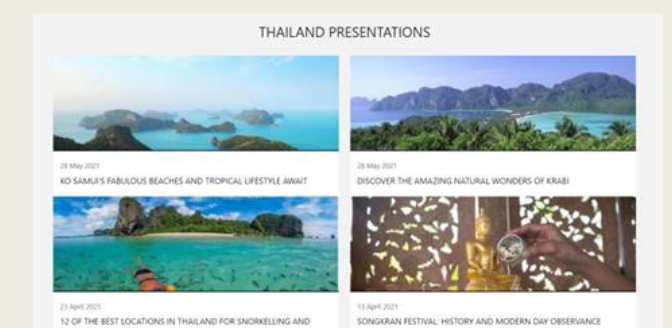 THAILAND PRESENTATIONS
28 May 2021
KO SAMUI'S FABULOUS BEACHES AND TROPICAL LIFESTYLE AWAIT
28 May 2021
DISCOVER THE AMAZING NATURAL WONDERS OF KRABI
23 April 2021
12 OF THE BEST LOCATIONS IN THAILAND FOR SNORKELLING AND
13 April 2021
SONGKRAN FESTIVAL: HISTORY AND MODERN DAY OBSERVANCE